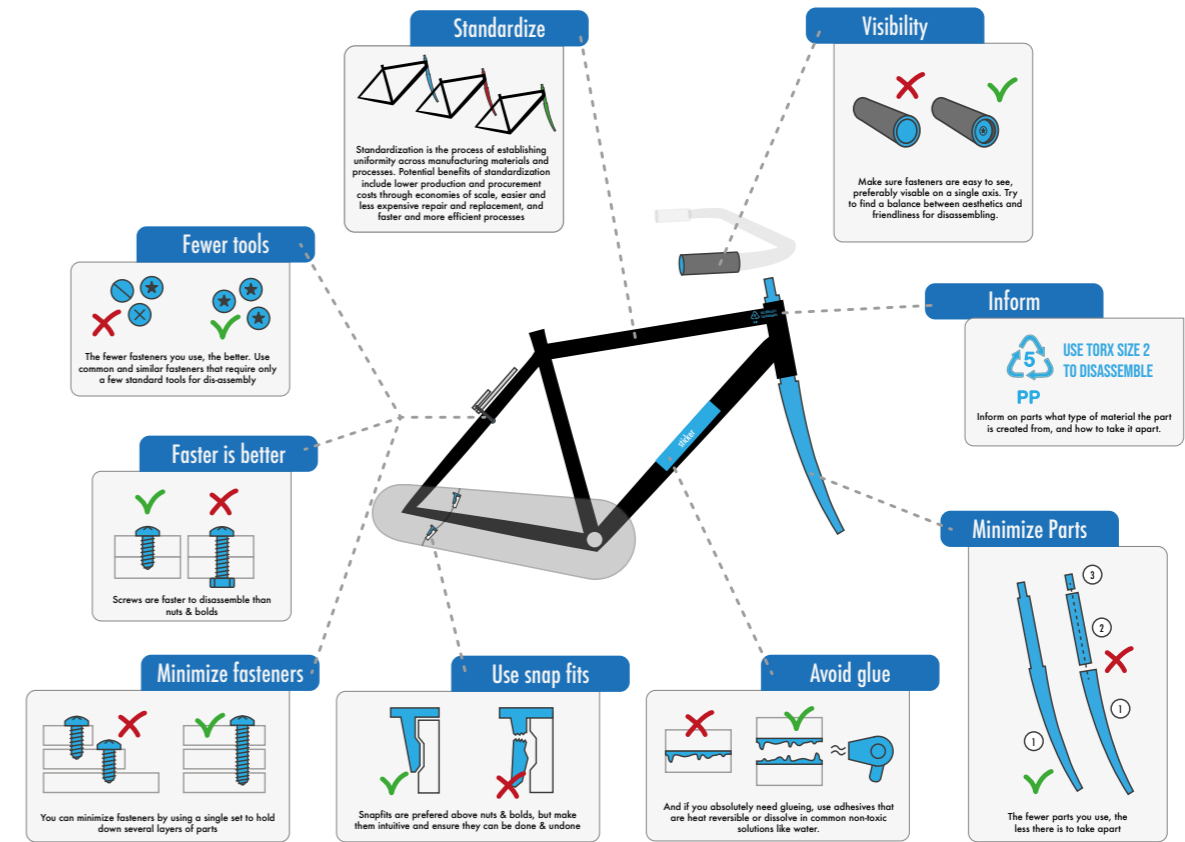 Standardize
Standardization is the process of establishing
uniformity across manufacturing materials and
processes. Potential benefits of standardization
include lower production and procurement
costs through economies of scale, easier and
less expensive repair and replacement, and
faster and more efficient processes
Visibility
Make sure fasteners are easy to see,
preferably visable on a single axis. Try
to find a balance between aesthetics and
friendliness for disassembling.
Fewer tools
The fewer fasteners you use, the better. Use
common and similar fasteners that require only
a few standard tools for dis-assembly
Inform
5
PP
USE TORX SIZE 2
TO DISASSEMBLE
Inform on parts what type of material the part
is created from, and how to take it apart.
sticker
Faster is better
Screws are faster to disassemble than
nuts & bolds
Minimize Parts
3
2
1
1
The fewer parts you use, the
less there is to take apart
Minimize fasteners
You can minimize fasteners by using a single set to hold
down several layers of parts
Use snap fits
Snapfits are prefered above nuts & bolds, but make
them intuitive and ensure they can be done & undone
Avoid glue
And if you absolutely need glueing, use adhesives that
are heat reversible or dissolve in common non-toxic
solutions like water.